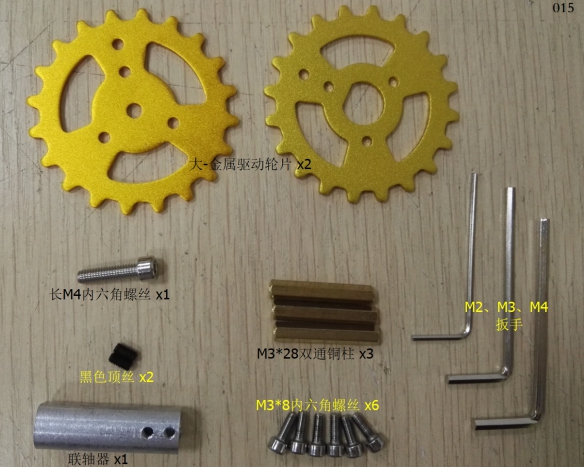 015
大-金属驱动轮片 x2
长M4内六角螺丝 x1
M2、M3、M4
扳手
M3*28双通铜柱 x3
黑色顶丝 x2
M3*8内六角螺丝 x6
联轴器 x1